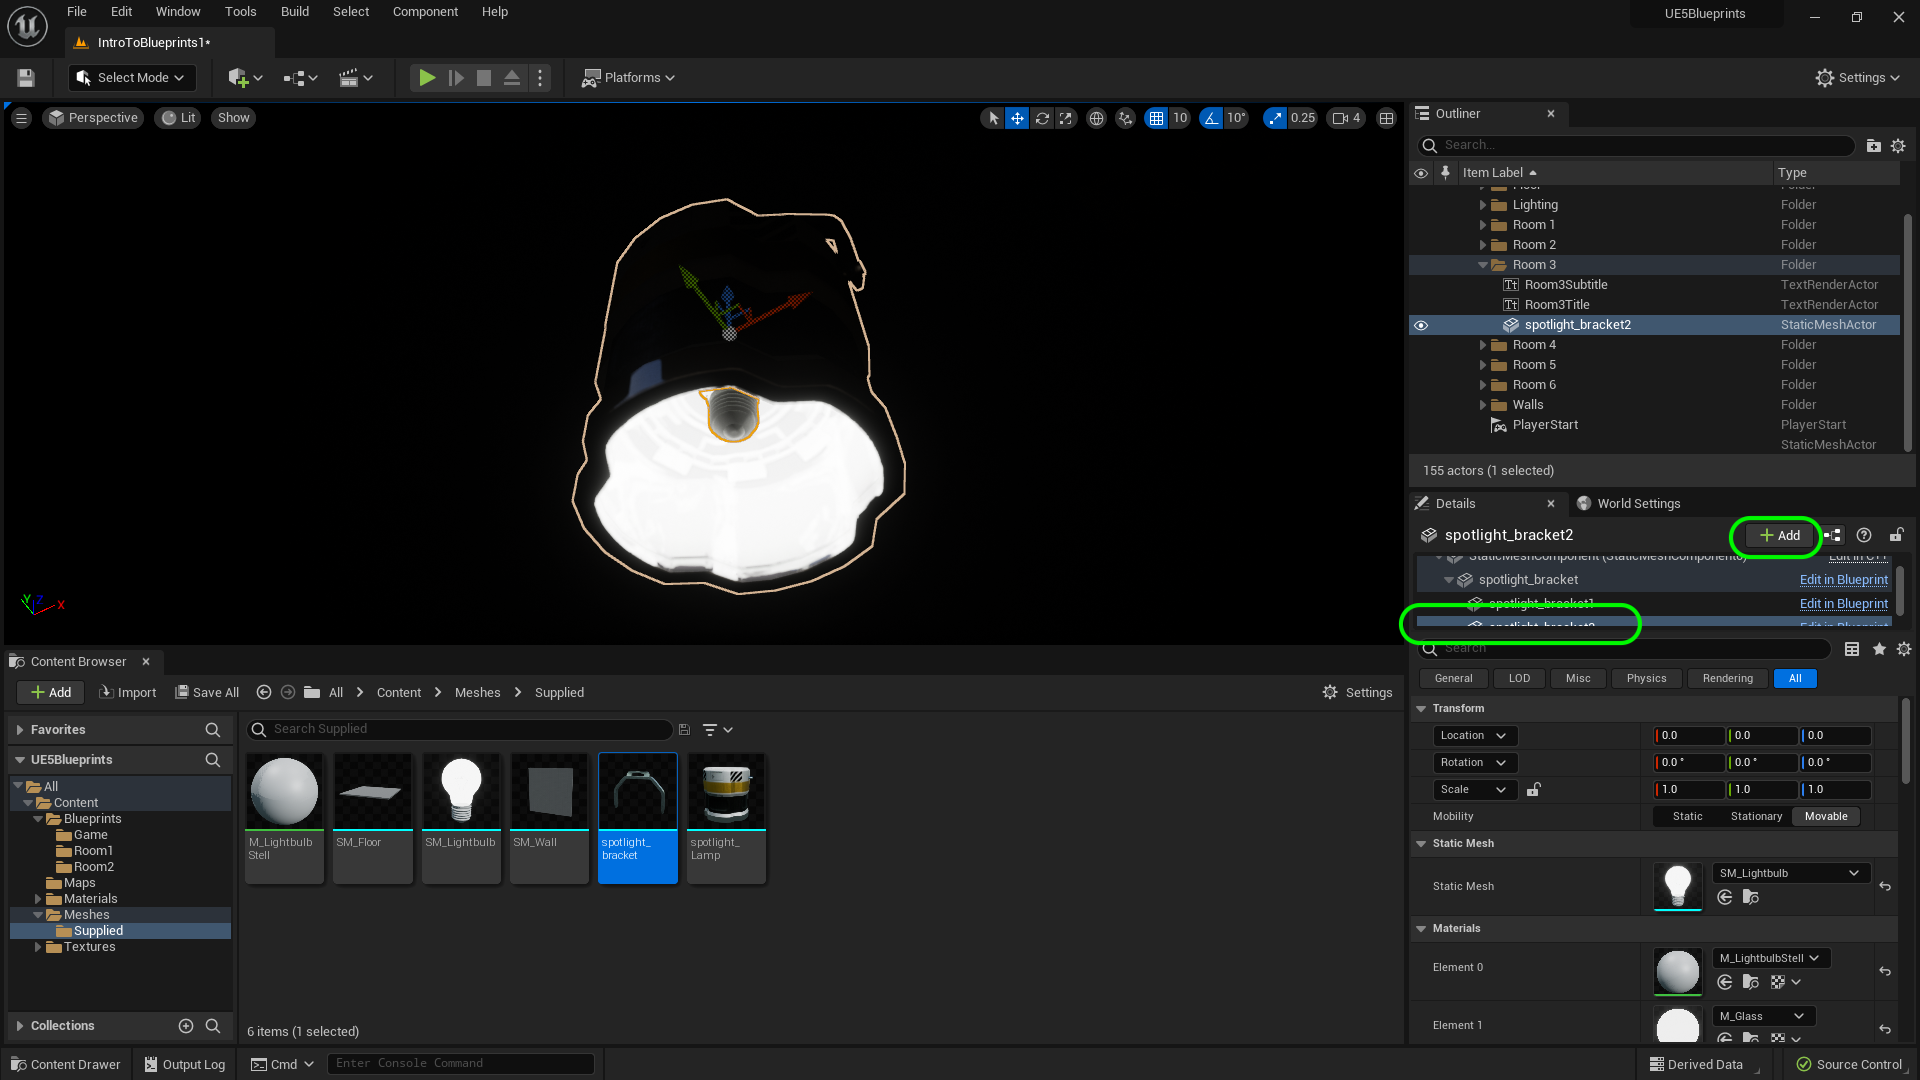 File Edit Window Tools Build Select Component Help
UE5Blueprints
IntroToBlueprints1*
Select Mode
Platforms
Settings
Perspective Lit Show
10 10° 0.25 4
Outliner
Search...
Item Label Type
Folder
Lighting Folder
Room 1 Folder
Room 2 Folder
Room 3 Folder
Room3Subtitle TextRenderActor
Room3Title TextRenderActor
spotlight_bracket2 StaticMeshActor
Room 4 Folder
Room 5 Folder
Room 6 Folder
Walls Folder
PlayerStart PlayerStart
StaticMeshActor
155 actors (1 selected)
Details World Settings
spotlight_bracket2 Add
StaticMeshComponent (StaticMeshComponent0) Edit in C++
spotlight_bracket Edit in Blueprint
spotlight_bracket1 Edit in Blueprint
spotlight_bracket2 Edit in Blueprint
Search
General LOD Misc Physics Rendering All
Transform
Location 0.0 0.0 0.0
Rotation 0.0 ° 0.0 ° 0.0 °
Scale 1.0 1.0 1.0
Mobility Static Stationary Movable
Static Mesh
Static Mesh SM_Lightbulb
Materials
Element 0 M_LightbulbStell
Element 1 M_Glass
Y Z X
Content Browser
Add Import Save All All Content Meshes Supplied Settings
Favorites
UE5Blueprints
All
Content
Blueprints
Game
Room1
Room2
Maps
Materials
Meshes
Supplied
Textures
Collections
Search Supplied
M_Lightbulb
Stell
SM_Floor
SM_Lightbulb
SM_Wall
spotlight_
bracket
spotlight_
Lamp
6 items (1 selected)
Content Drawer Output Log Cmd Enter Console Command Derived Data Source Control